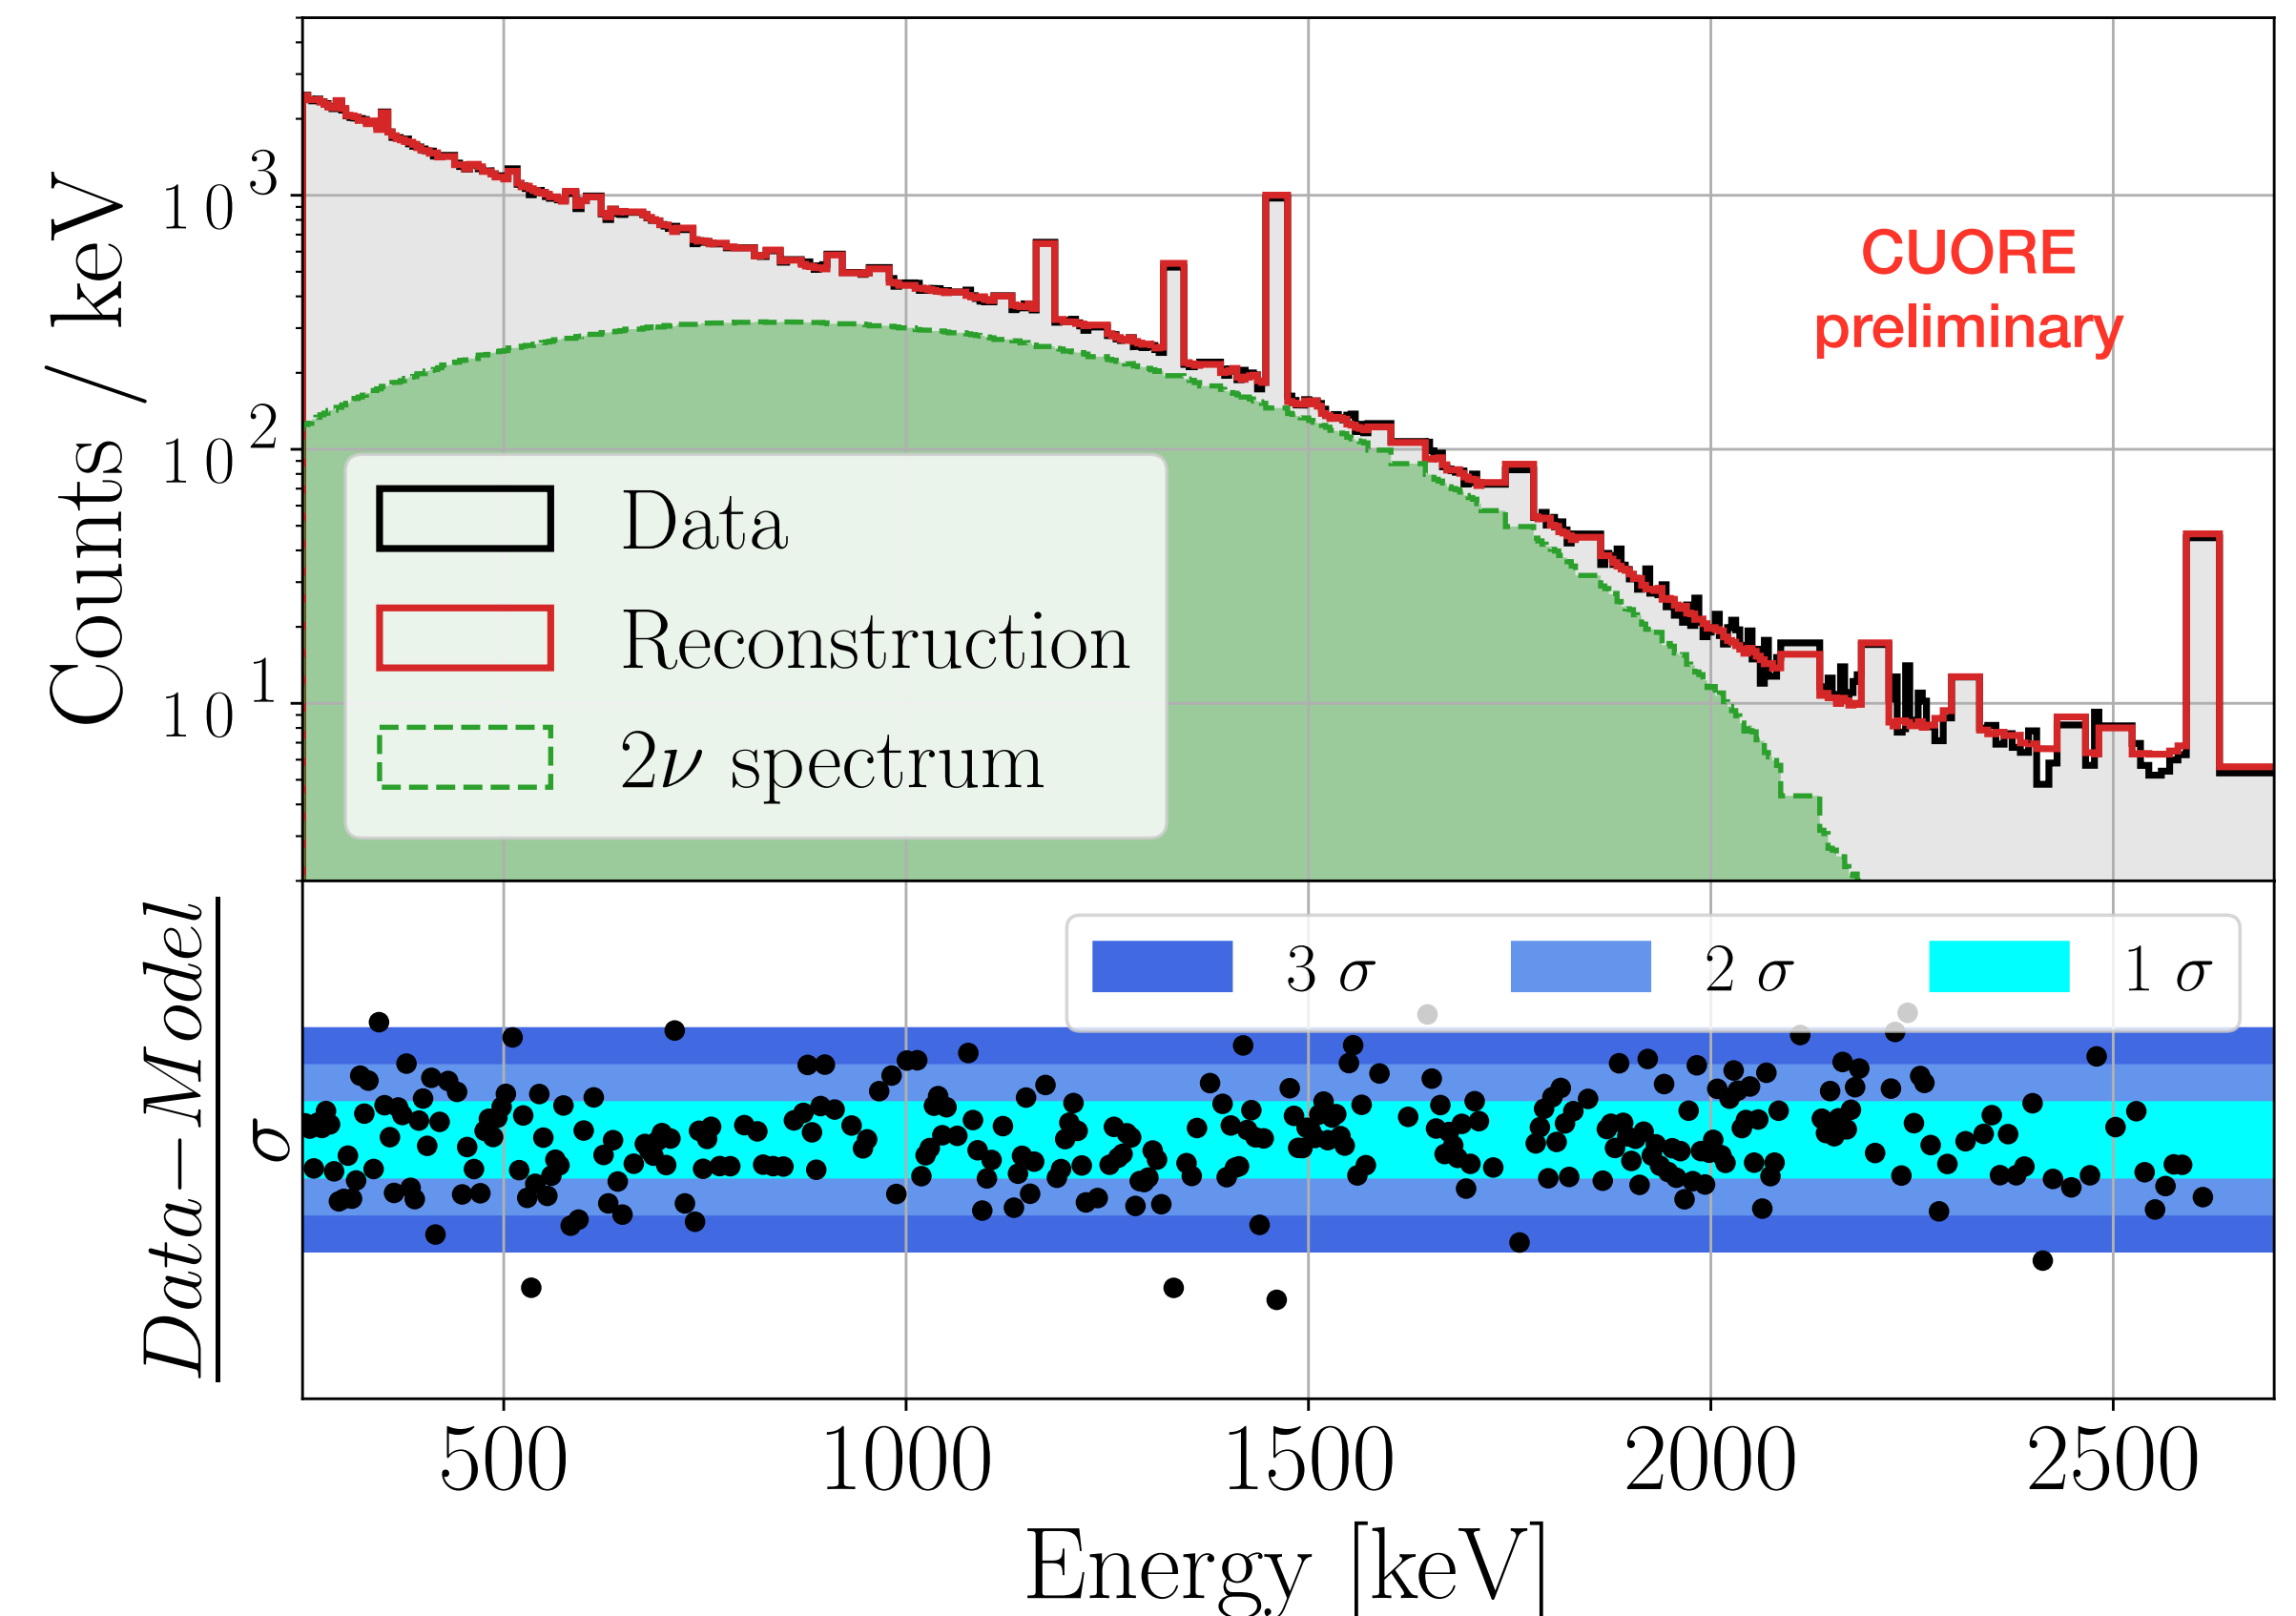 Counts / keV
10^3
10^2
10^1
CUORE
preliminary
Data
Reconstruction
2ν spectrum
Data−Model
σ
3 σ
2 σ
1 σ
500
1000
1500
2000
2500
Energy [keV]